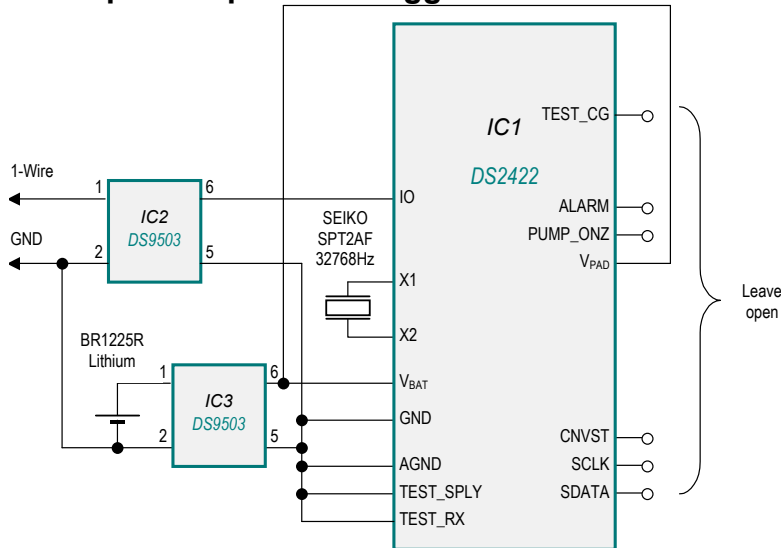 TEST_CG
IC1
DS2422
1-Wire
1
6
IO
IC2
DS9503
SEIKO
SPT2AF
32768Hz
ALARM
PUMP_ONZ
GND
2
5
VPAD
X1
Leave
open
X2
BR1225R
Lithium
1
6
VBAT
IC3
DS9503
GND
2
5
CNVST
AGND
SCLK
TEST_SPLY
SDATA
TEST_RX